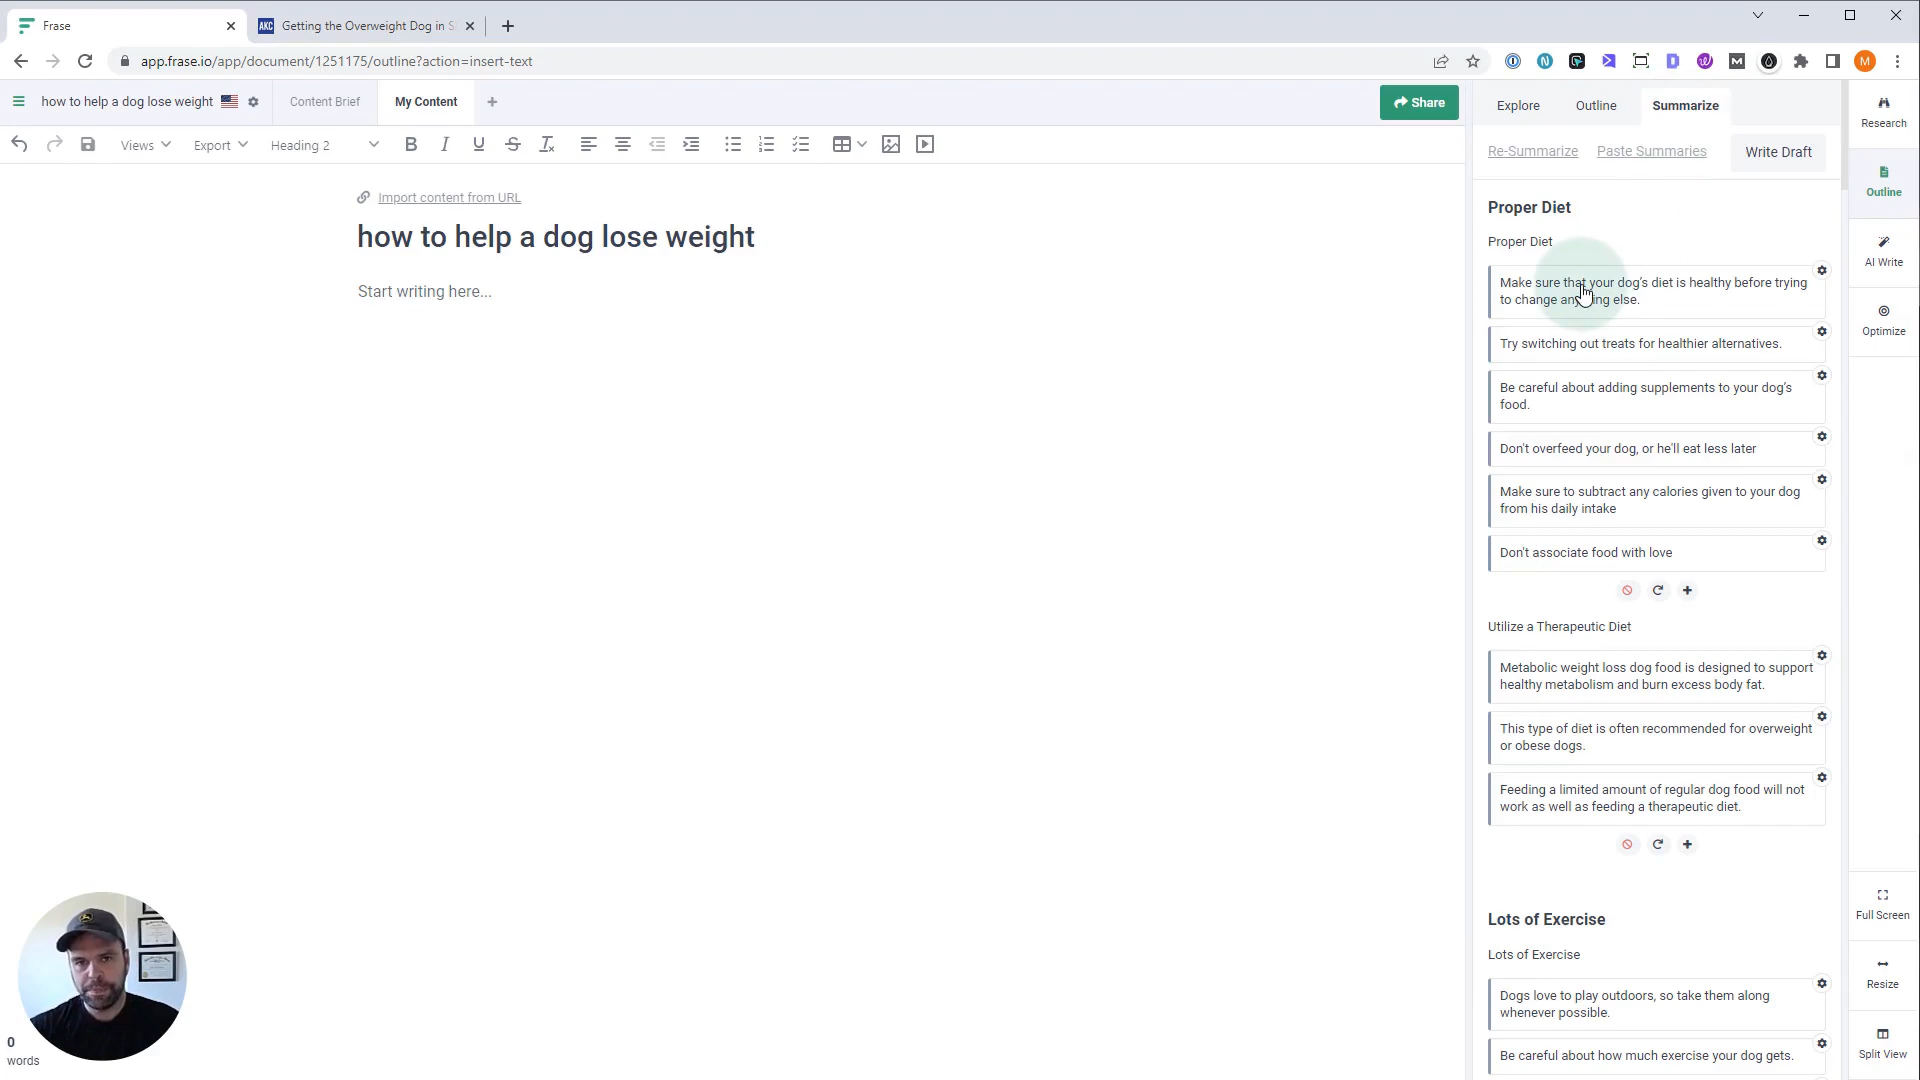 Frase
AKC
Getting the Overweight Dog in S
app.frase.io/app/document/1251175/outline?action=insert-text
M
how to help a dog lose weight
Content Brief
My Content
Share
Views
Export
Heading 2
Import content from URL
how to help a dog lose weight
Start writing here...
0
words
Explore
Outline
Summarize
Re-Summarize
Paste Summaries
Write Draft
Proper Diet
Proper Diet
Make sure that your dog's diet is healthy before trying
to change anything else.
Try switching out treats for healthier alternatives.
Be careful about adding supplements to your dog's
food.
Don't overfeed your dog, or he'll eat less later
Make sure to subtract any calories given to your dog
from his daily intake
Don't associate food with love
Utilize a Therapeutic Diet
Metabolic weight loss dog food is designed to support
healthy metabolism and burn excess body fat.
This type of diet is often recommended for overweight
or obese dogs.
Feeding a limited amount of regular dog food will not
work as well as feeding a therapeutic diet.
Lots of Exercise
Lots of Exercise
Dogs love to play outdoors, so take them along
whenever possible.
Be careful about how much exercise your dog gets.
Research
Outline
AI Write
Optimize
Full Screen
Resize
Split View